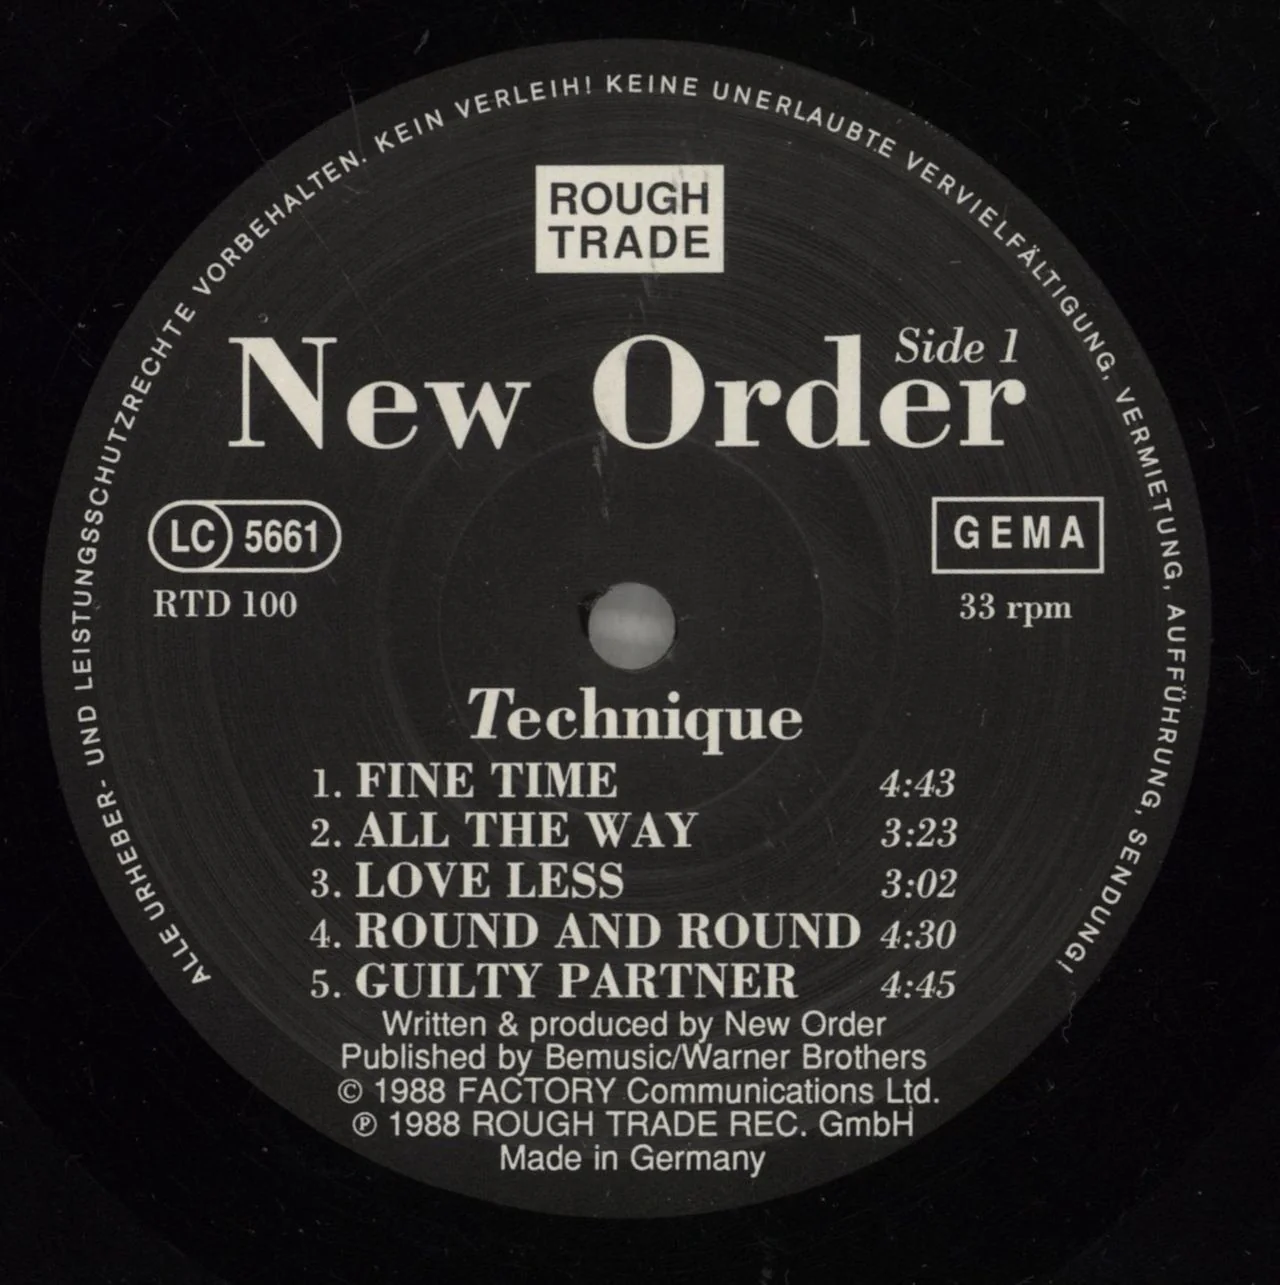 ALLE URHEBER- UND LEISTUNGSSCHUTZRECHTE VORBEHALTEN. KEIN VERLEIH! KEINE UNERLAUBTE VERVIELFÄLTIGUNG, VERMIETUNG, AUFFÜHRUNG, SENDUNG!
ROUGH
TRADE
Side 1
New Order
LC 5661
GEMA
RTD 100
33 rpm
Technique
1. FINE TIME 4:43
2. ALL THE WAY 3:23
3. LOVE LESS 3:02
4. ROUND AND ROUND 4:30
5. GUILTY PARTNER 4:45
Written & produced by New Order
Published by Bemusic/Warner Brothers
© 1988 FACTORY Communications Ltd.
℗ 1988 ROUGH TRADE REC. GmbH
Made in Germany